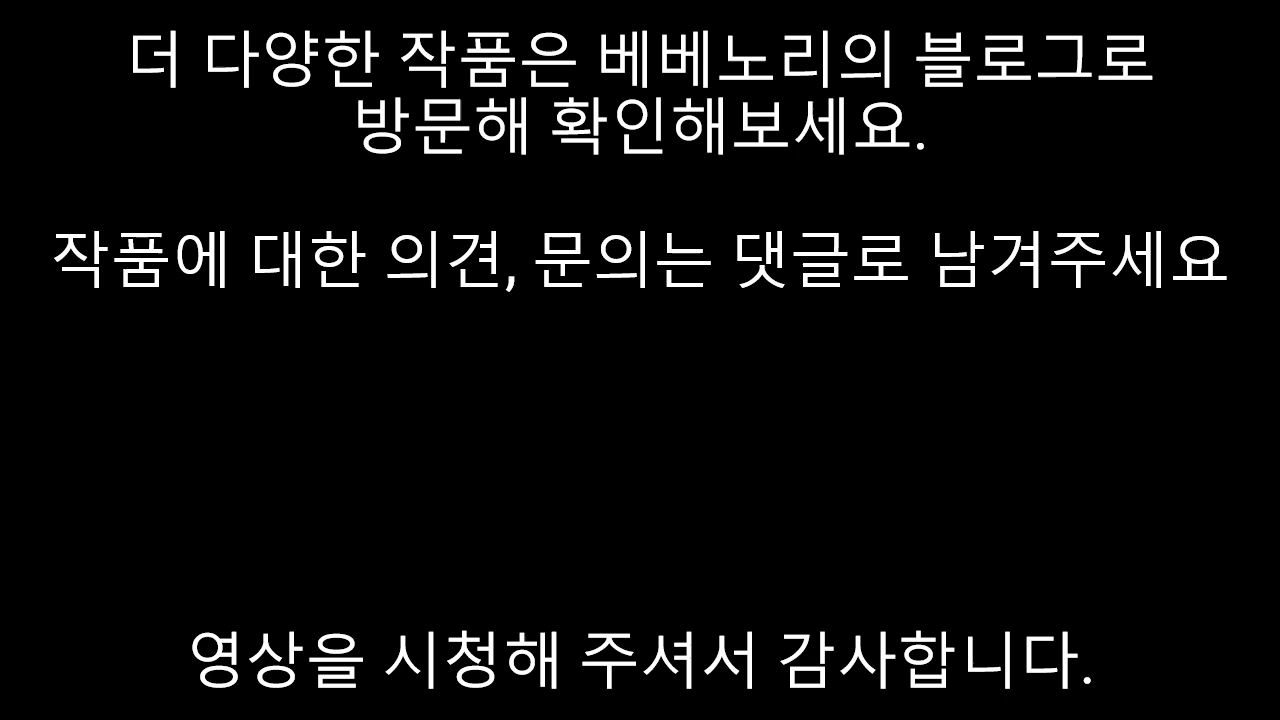 더 다양한 작품은 베베노리의 블로그로
방문해 확인해보세요.
작품에 대한 의견, 문의는 댓글로 남겨주세요
영상을 시청해 주셔서 감사합니다.